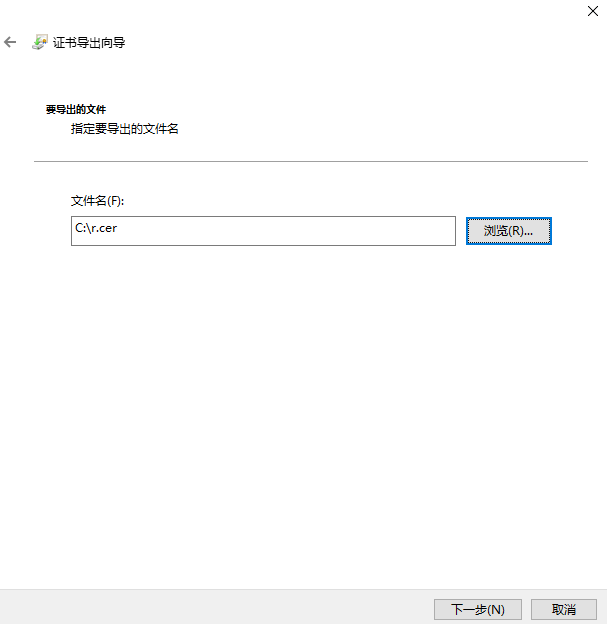 证书导出向导
要导出的文件
指定要导出的文件名
文件名(F):
C:\r.cer
浏览(R)...
下一步(N)
取消